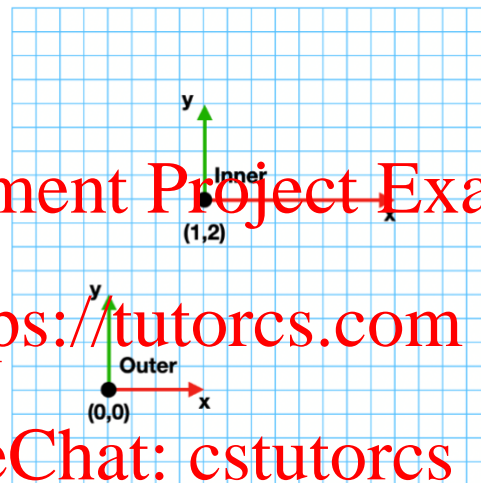 y
Inner
ment Project Exa
x
(1,2)
y
ps://tutorcs.com
Outer
x
(0,0)
eChat: cstutorcs